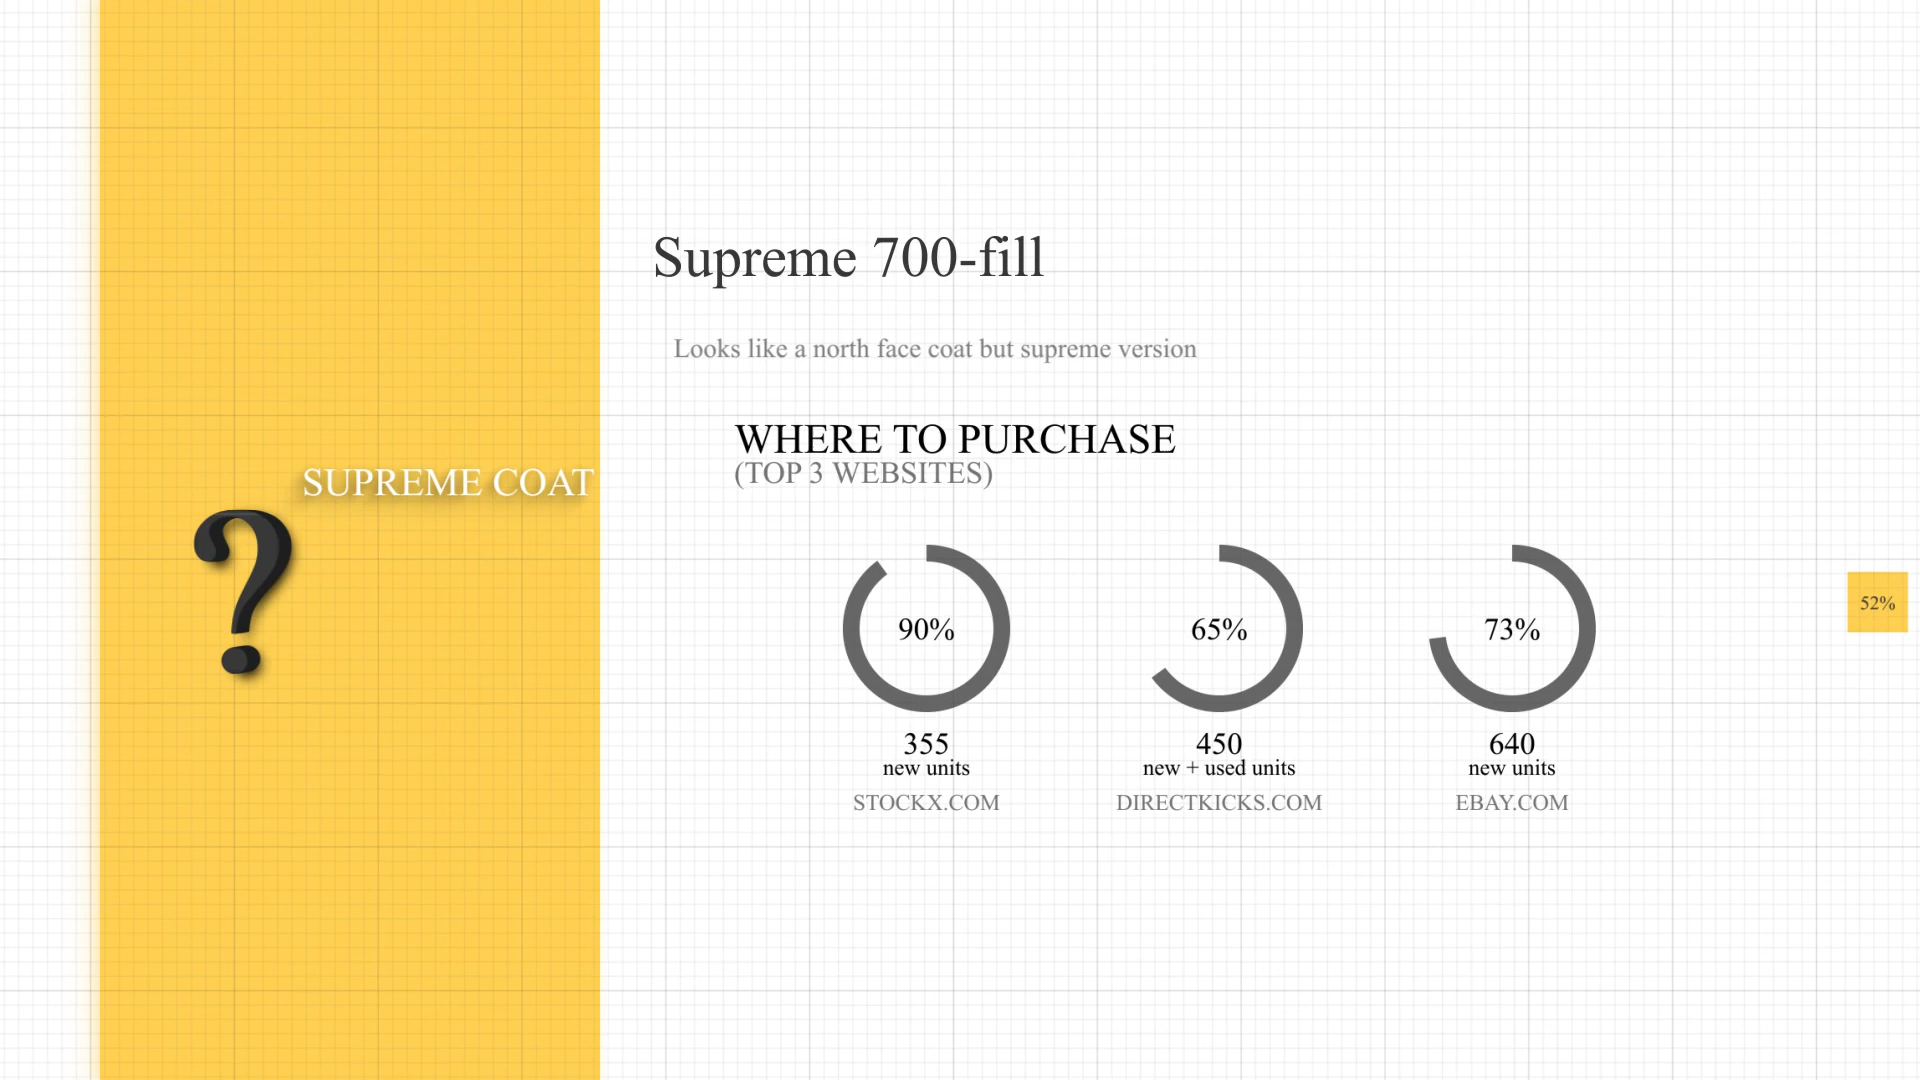 SUPREME COAT
?
Supreme 700-fill
Looks like a north face coat but supreme version
WHERE TO PURCHASE
(TOP 3 WEBSITES)
90%
355
new units
STOCKX.COM
65%
450
new + used units
DIRECTKICKS.COM
73%
640
new units
EBAY.COM
52%